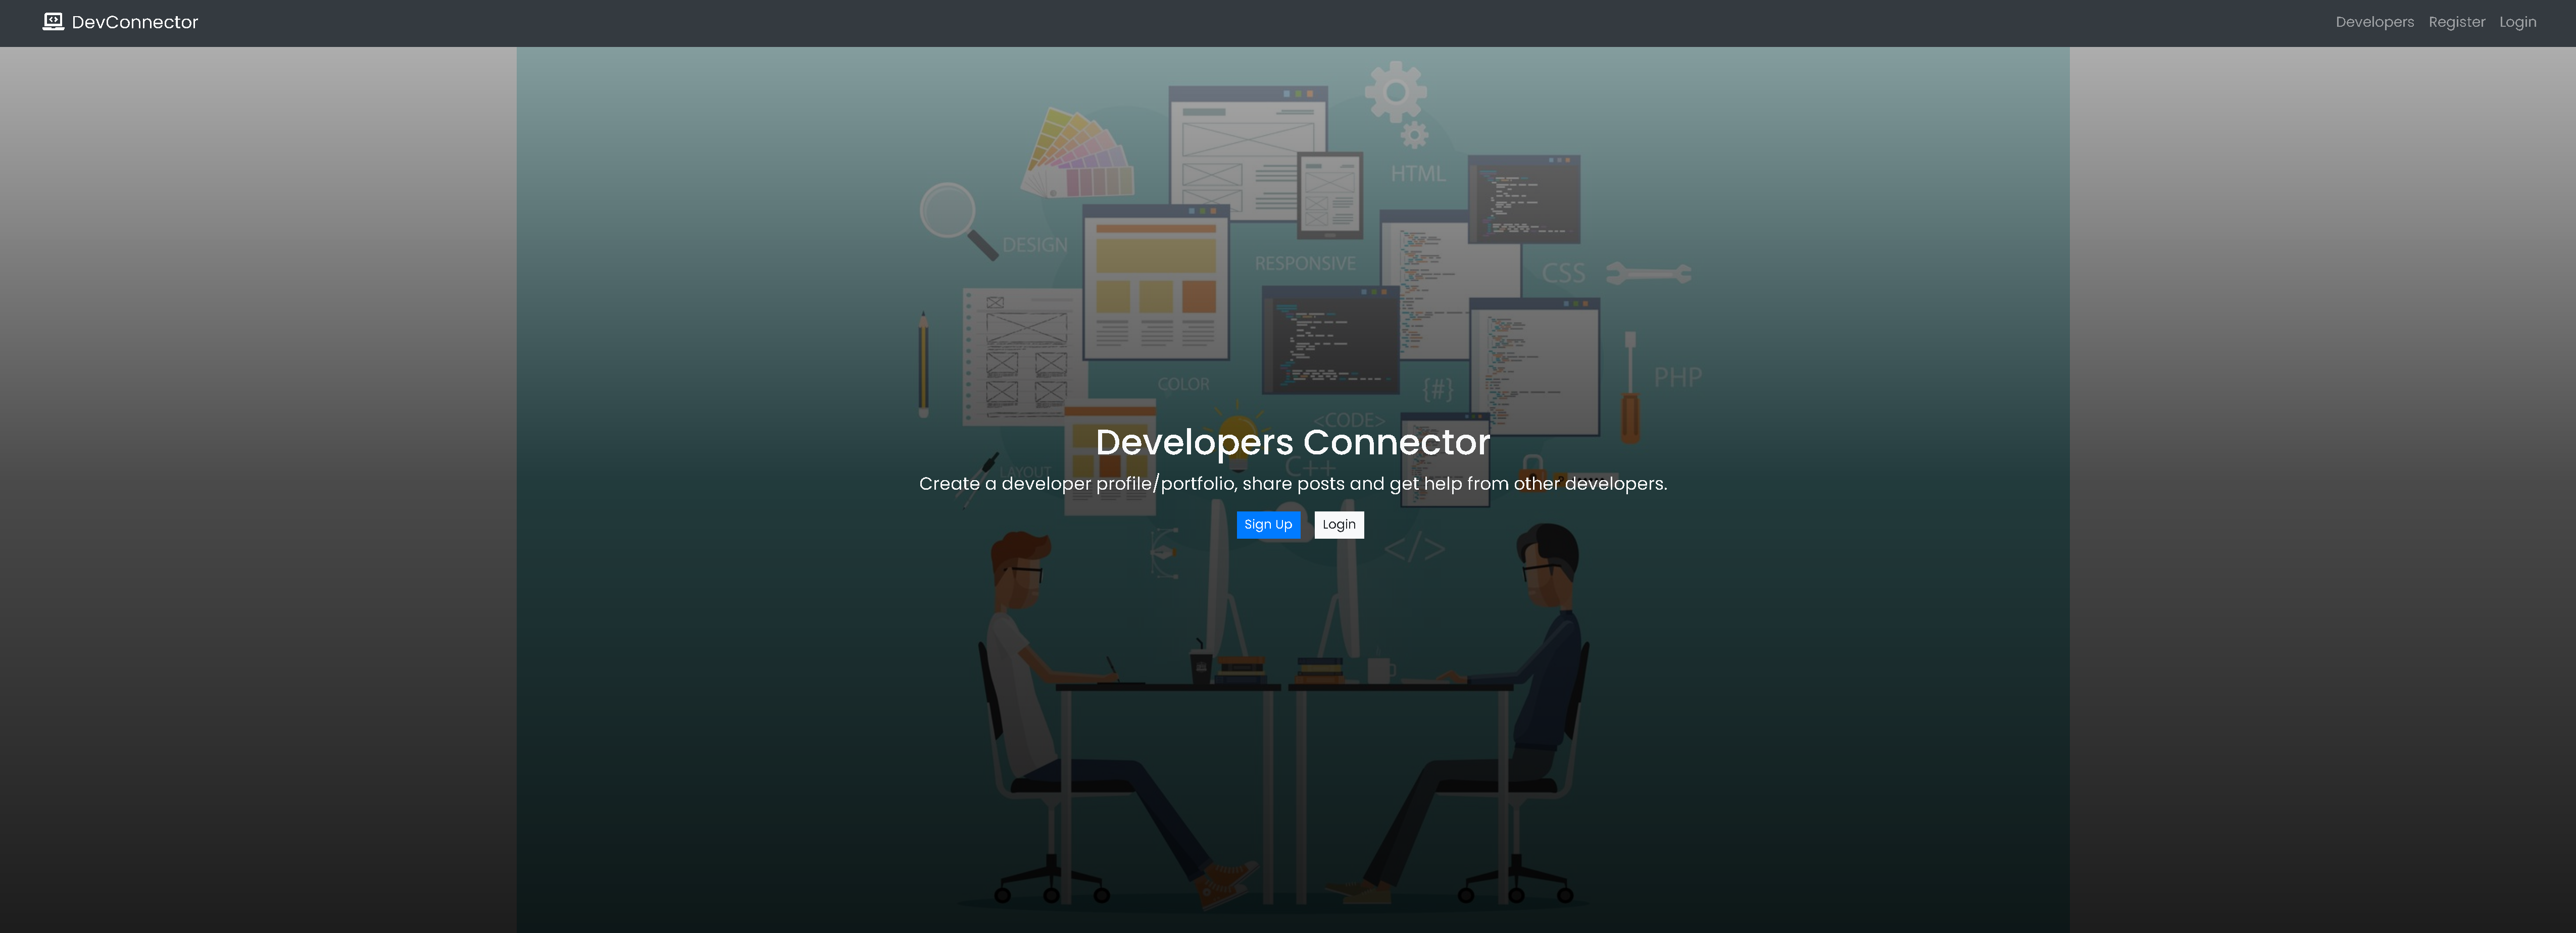 DevConnector
Developers Register Login
HTML
DESIGN
RESPONSIVE
CSS
COLOR
{#}
PHP
<CODE>
Developers Connector
C++
LAYOUT
Create a developer profile/portfolio, share posts and get help from other developers.
Sign Up Login
</>